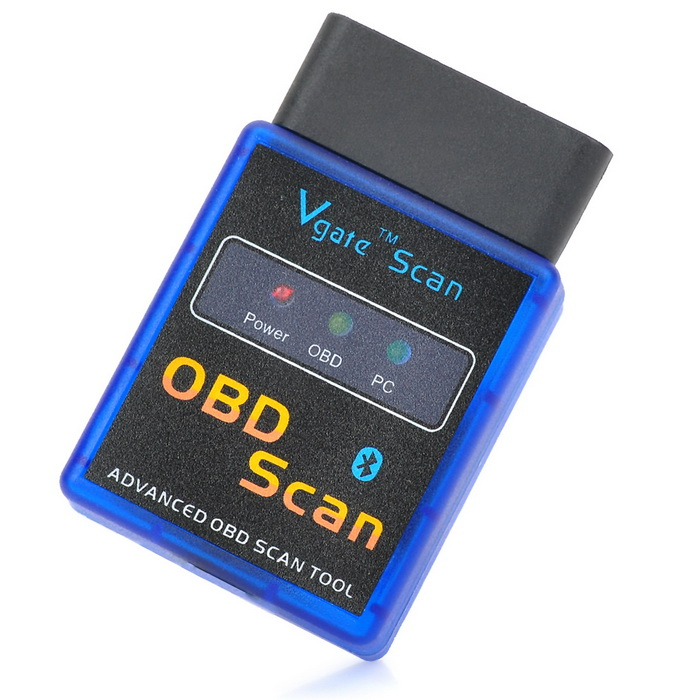 Vgate™ Scan
Power OBD PC
OBD
Scan
ADVANCED OBD SCAN TOOL